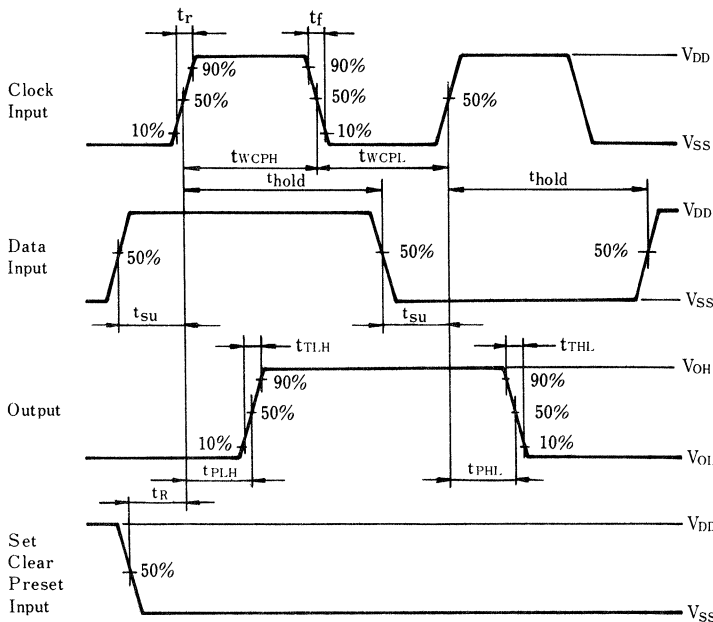 tr tf
VDD
90% 90%
Clock Input
50% 50% 50%
10% 10%
VSS
tWCPH tWCPL
thold thold
VDD
Data Input
50% 50% 50%
VSS
tsu tsu
tTLH tTHL
VOH
90% 90%
Output
50% 50%
10% 10%
VOL
tPLH tPHL
tR
VDD
Set
Clear
Preset
Input
50%
VSS